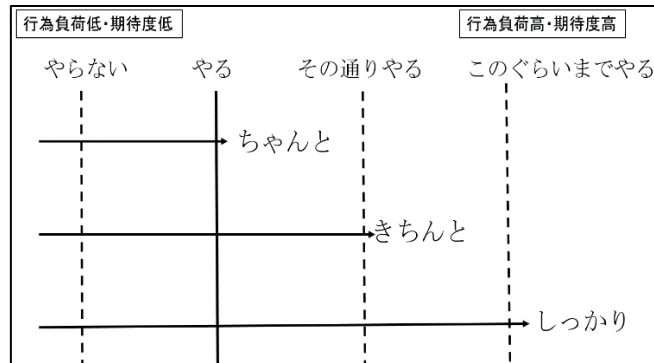 行為負荷低・期待度低
行為負荷高・期待度高
やらない
やる
その通りやる
このぐらいまでやる
ちゃんと
きちんと
しっかり